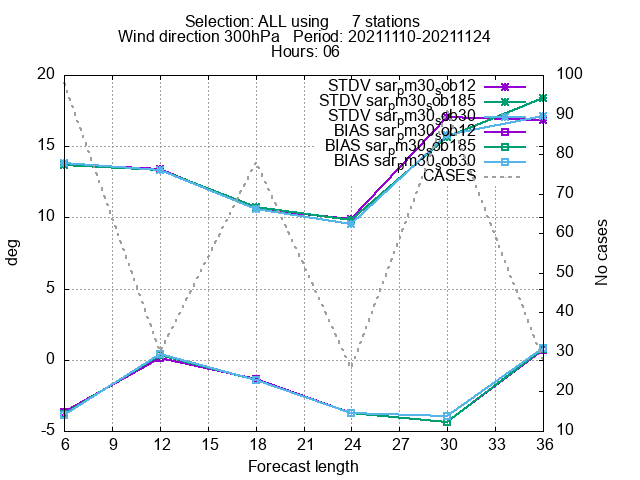 Selection: ALL using     7 stations
Wind direction 300hPa   Period: 20211110-20211124
Hours: 06
STDV sar_pm30_sob12
STDV sar_pm30_sob185
STDV sar_pm30_sob30
BIAS sar_pm30_sob12
BIAS sar_pm30_sob185
BIAS sar_pm30_sob30
CASES
20
15
10
5
0
-5
deg
100
90
80
70
60
50
40
30
20
10
No cases
6 9 12 15 18 21 24 27 30 33 36
Forecast length